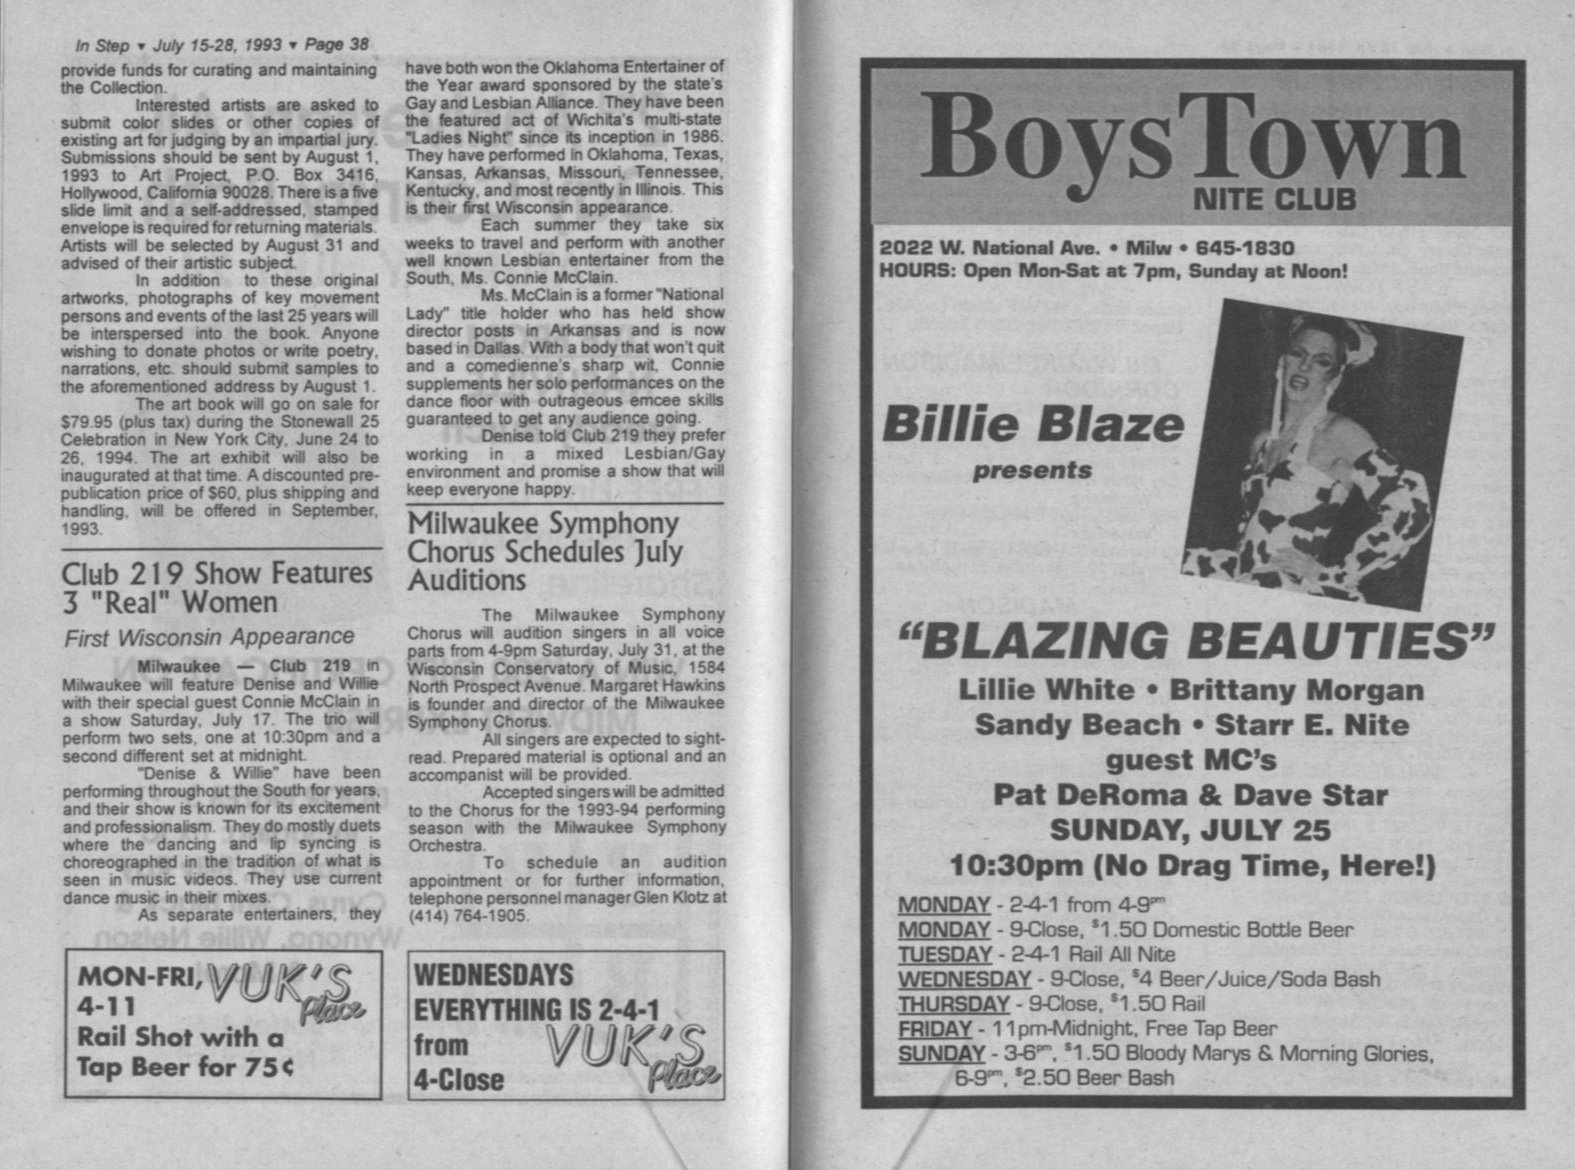 In Step ▾ July 15-28, 1993 ▾ Page 38
provide funds for curating and maintaining
the Collection.
Interested artists are asked to
submit color slides or other copies of
existing art for judging by an impartial jury.
Submissions should be sent by August 1,
1993 to Art Project, P.O. Box 3416,
Hollywood, California 90028. There is a five
slide limit and a self-addressed, stamped
envelope is required for returning materials.
Artists will be selected by August 31 and
advised of their artistic subject.
In addition to these original
artworks, photographs of key movement
persons and events of the last 25 years will
be interspersed into the book. Anyone
wishing to donate photos or write poetry,
narrations, etc. should submit samples to
the aforementioned address by August 1.
The art book will go on sale for
$79.95 (plus tax) during the Stonewall 25
Celebration in New York City, June 24 to
26, 1994. The art exhibit will also be
inaugurated at that time. A discounted pre-
publication price of $60, plus shipping and
handling, will be offered in September,
1993.
Club 219 Show Features
3 "Real" Women
First Wisconsin Appearance
Milwaukee — Club 219 in
Milwaukee will feature Denise and Willie
with their special guest Connie McClain in
a show Saturday, July 17. The trio will
perform two sets, one at 10:30pm and a
second different set at midnight.
"Denise & Willie" have been
performing throughout the South for years,
and their show is known for its excitement
and professionalism. They do mostly duets
where the dancing and lip syncing is
choreographed in the tradition of what is
seen in music videos. They use current
dance music in their mixes.
As separate entertainers, they
have both won the Oklahoma Entertainer of
the Year award sponsored by the state's
Gay and Lesbian Alliance. They have been
the featured act of Wichita's multi-state
"Ladies Night" since its inception in 1986.
They have performed in Oklahoma, Texas,
Kansas, Arkansas, Missouri, Tennessee,
Kentucky, and most recently in Illinois. This
is their first Wisconsin appearance.
Each summer they take six
weeks to travel and perform with another
well known Lesbian entertainer from the
South, Ms. Connie McClain.
Ms. McClain is a former "National
Lady" title holder who has held show
director posts in Arkansas and is now
based in Dallas. With a body that won't quit
and a comedienne's sharp wit, Connie
supplements her solo performances on the
dance floor with outrageous emcee skills
guaranteed to get any audience going.
Denise told Club 219 they prefer
working in a mixed Lesbian/Gay
environment and promise a show that will
keep everyone happy.
Milwaukee Symphony
Chorus Schedules July
Auditions
The Milwaukee Symphony
Chorus will audition singers in all voice
parts from 4-9pm Saturday, July 31, at the
Wisconsin Conservatory of Music, 1584
North Prospect Avenue. Margaret Hawkins
is founder and director of the Milwaukee
Symphony Chorus.
All singers are expected to sight-
read. Prepared material is optional and an
accompanist will be provided.
Accepted singers will be admitted
to the Chorus for the 1993-94 performing
season with the Milwaukee Symphony
Orchestra.
To schedule an audition
appointment or for further information,
telephone personnel manager Glen Klotz at
(414) 764-1905.
MON-FRI, VUK'S
4-11 Place
Rail Shot with a
Tap Beer for 75¢
WEDNESDAYS
EVERYTHING IS 2-4-1
from VUK'S
4-Close Place
BoysTown
NITE CLUB
2022 W. National Ave. • Milw • 645-1830
HOURS: Open Mon-Sat at 7pm, Sunday at Noon!
Billie Blaze
presents
"BLAZING BEAUTIES"
Lillie White • Brittany Morgan
Sandy Beach • Starr E. Nite
guest MC's
Pat DeRoma & Dave Star
SUNDAY, JULY 25
10:30pm (No Drag Time, Here!)
MONDAY - 2-4-1 from 4-9pm
MONDAY - 9-Close, $1.50 Domestic Bottle Beer
TUESDAY - 2-4-1 Rail All Nite
WEDNESDAY - 9-Close, $4 Beer/Juice/Soda Bash
THURSDAY - 9-Close, $1.50 Rail
FRIDAY - 11pm-Midnight, Free Tap Beer
SUNDAY - 3-6pm, $1.50 Bloody Marys & Morning Glories,
6-9pm, $2.50 Beer Bash